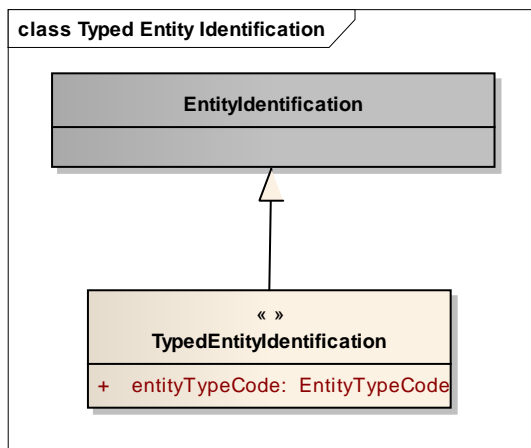 class Typed Entity Identification
EntityIdentification
« »
TypedEntityIdentification
+ entityTypeCode: EntityTypeCode